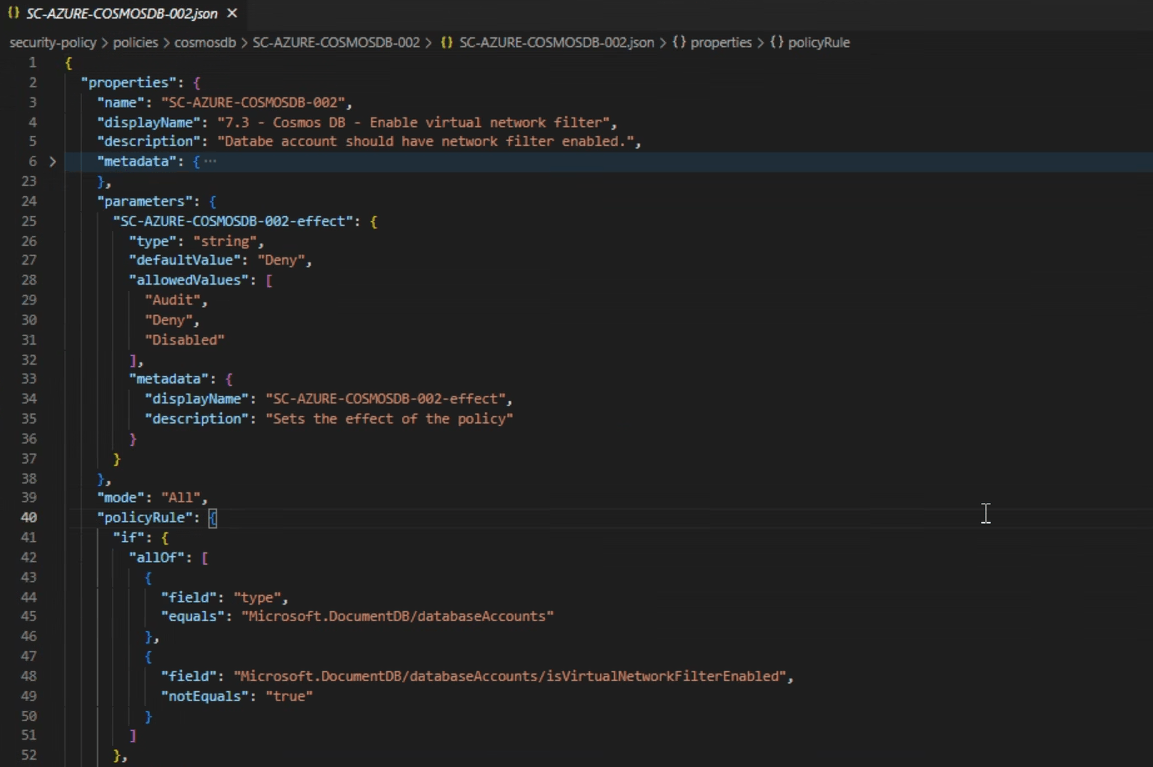 {} SC-AZURE-COSMOSDB-002.json ×
security-policy > policies > cosmosdb > SC-AZURE-COSMOSDB-002 > {} SC-AZURE-COSMOSDB-002.json > {} properties > {} policyRule
1 {
2 "properties": {
3 "name": "SC-AZURE-COSMOSDB-002",
4 "displayName": "7.3 - Cosmos DB - Enable virtual network filter",
5 "description": "Databe account should have network filter enabled.",
6 > "metadata": { ···
23 },
24 "parameters": {
25 "SC-AZURE-COSMOSDB-002-effect": {
26 "type": "string",
27 "defaultValue": "Deny",
28 "allowedValues": [
29 "Audit",
30 "Deny",
31 "Disabled"
32 ],
33 "metadata": {
34 "displayName": "SC-AZURE-COSMOSDB-002-effect",
35 "description": "Sets the effect of the policy"
36 }
37 }
38 },
39 "mode": "All",
40 "policyRule": {
41 "if": {
42 "allOf": [
43 {
44 "field": "type",
45 "equals": "Microsoft.DocumentDB/databaseAccounts"
46 },
47 {
48 "field": "Microsoft.DocumentDB/databaseAccounts/isVirtualNetworkFilterEnabled",
49 "notEquals": "true"
50 }
51 ]
52 },